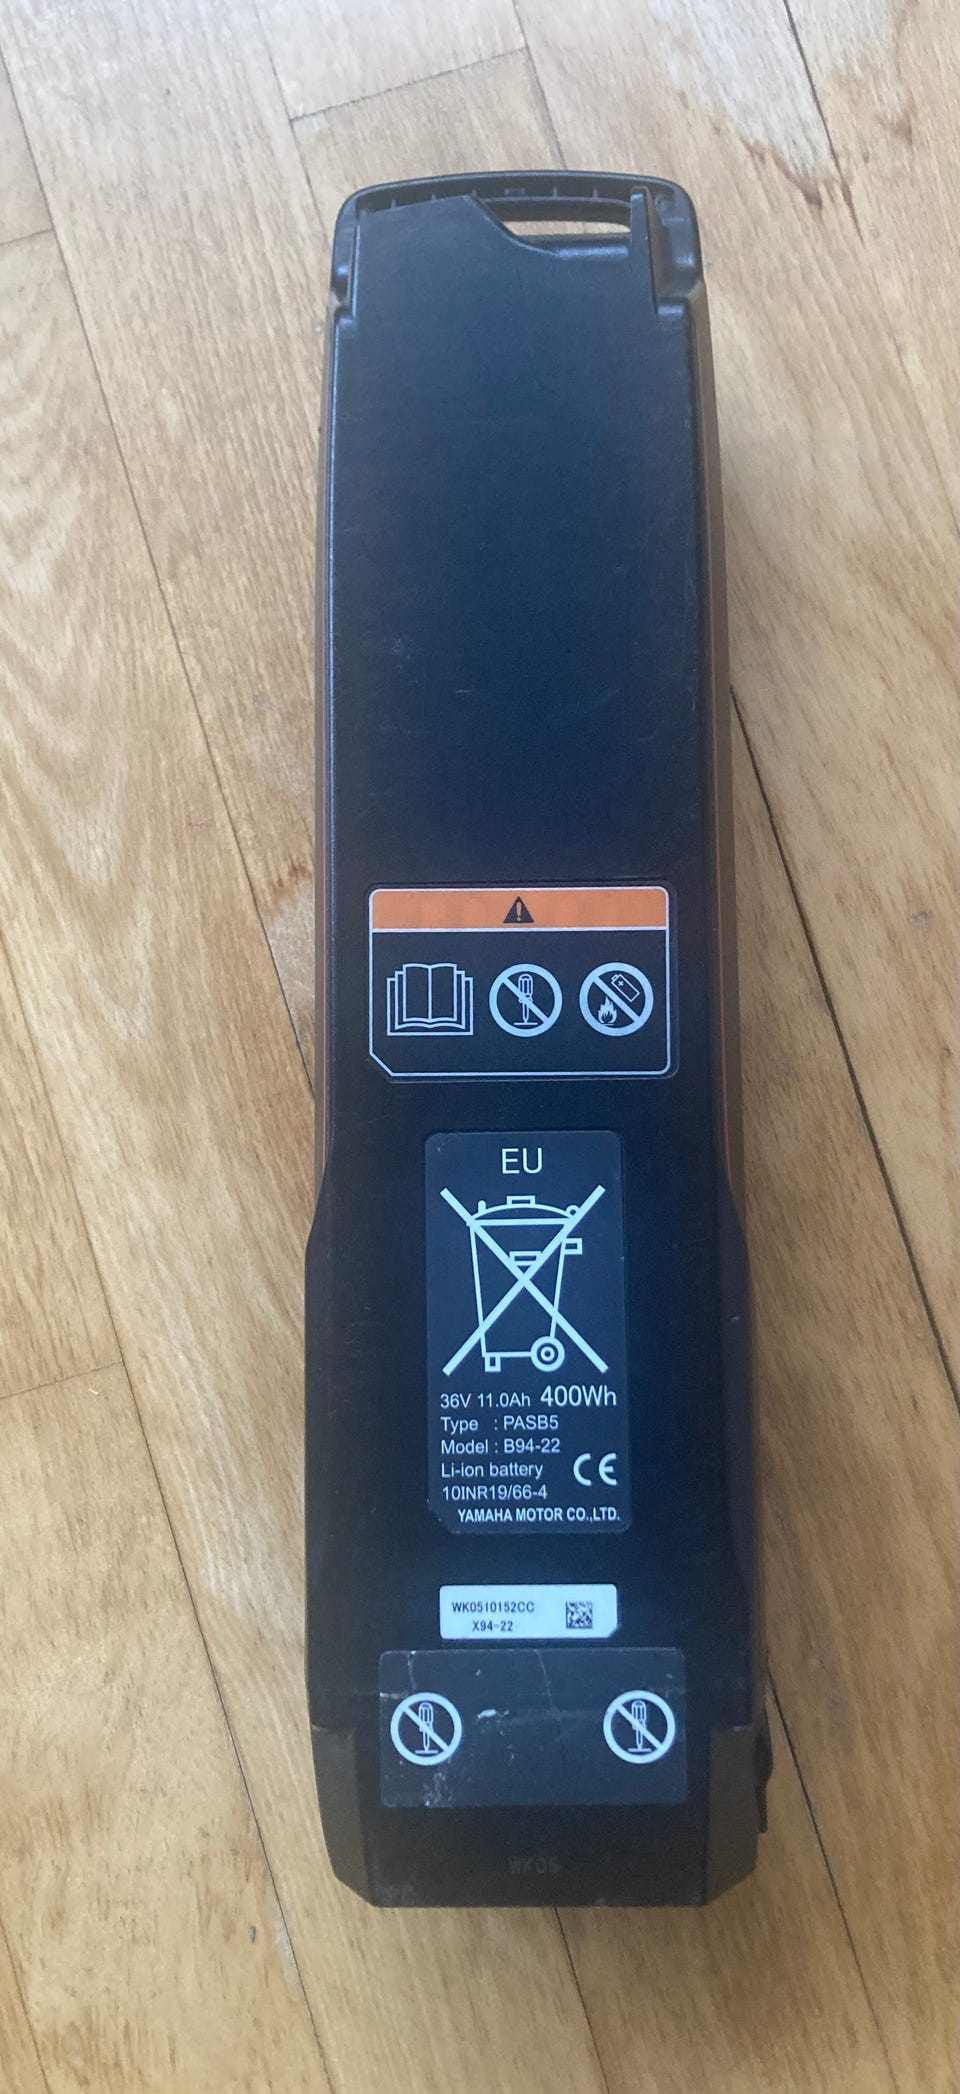 EU
36V 11.0Ah 400Wh
Type : PASB5
Model : B94-22
Li-ion battery CE
10INR19/66-4
YAMAHA MOTOR CO.,LTD.
WK0510152CC
X94-22
WK05